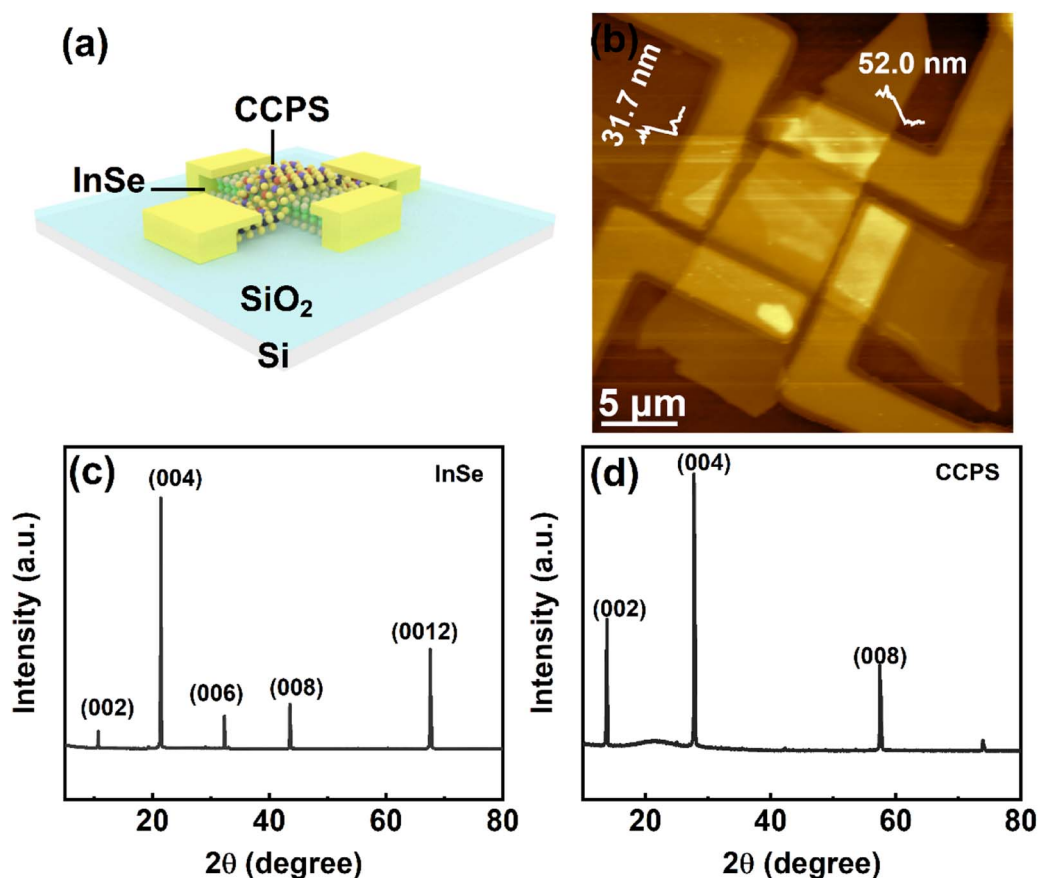 (a)
CCPS
InSe
SiO₂
Si
(b)
31.7 nm
52.0 nm
5 μm
(c)
InSe
(002)
(004)
(006)
(008)
(0012)
Intensity (a.u.)
20 40 60 80
2θ (degree)
(d)
CCPS
(002)
(004)
(008)
Intensity (a.u.)
20 40 60 80
2θ (degree)